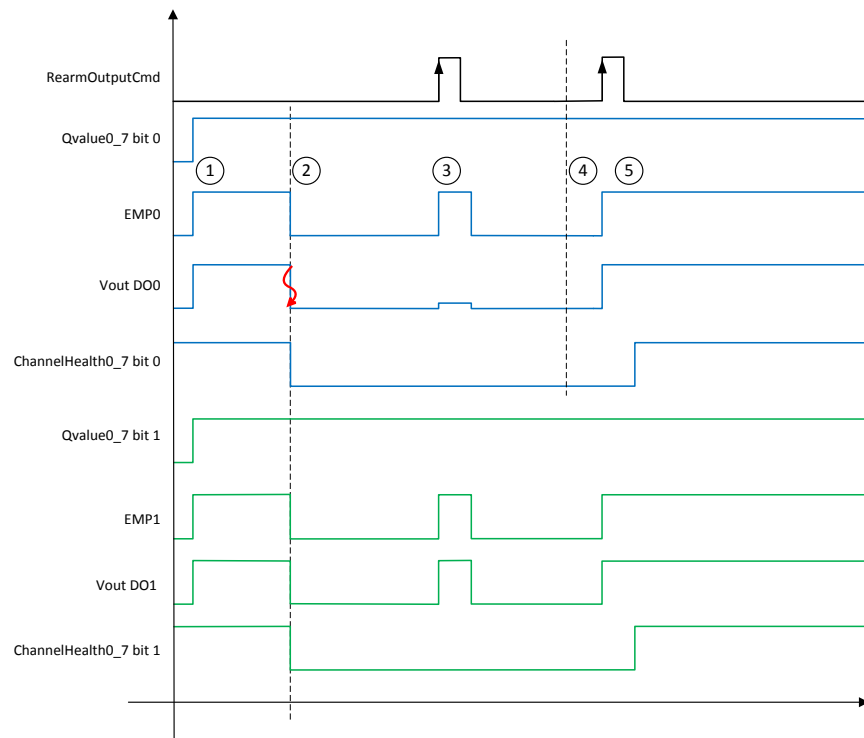 RearmOutputCmd
Qvalue0_7 bit 0
1
2
3
4
5
EMP0
Vout DO0
ChannelHealth0_7 bit 0
Qvalue0_7 bit 1
EMP1
Vout DO1
ChannelHealth0_7 bit 1